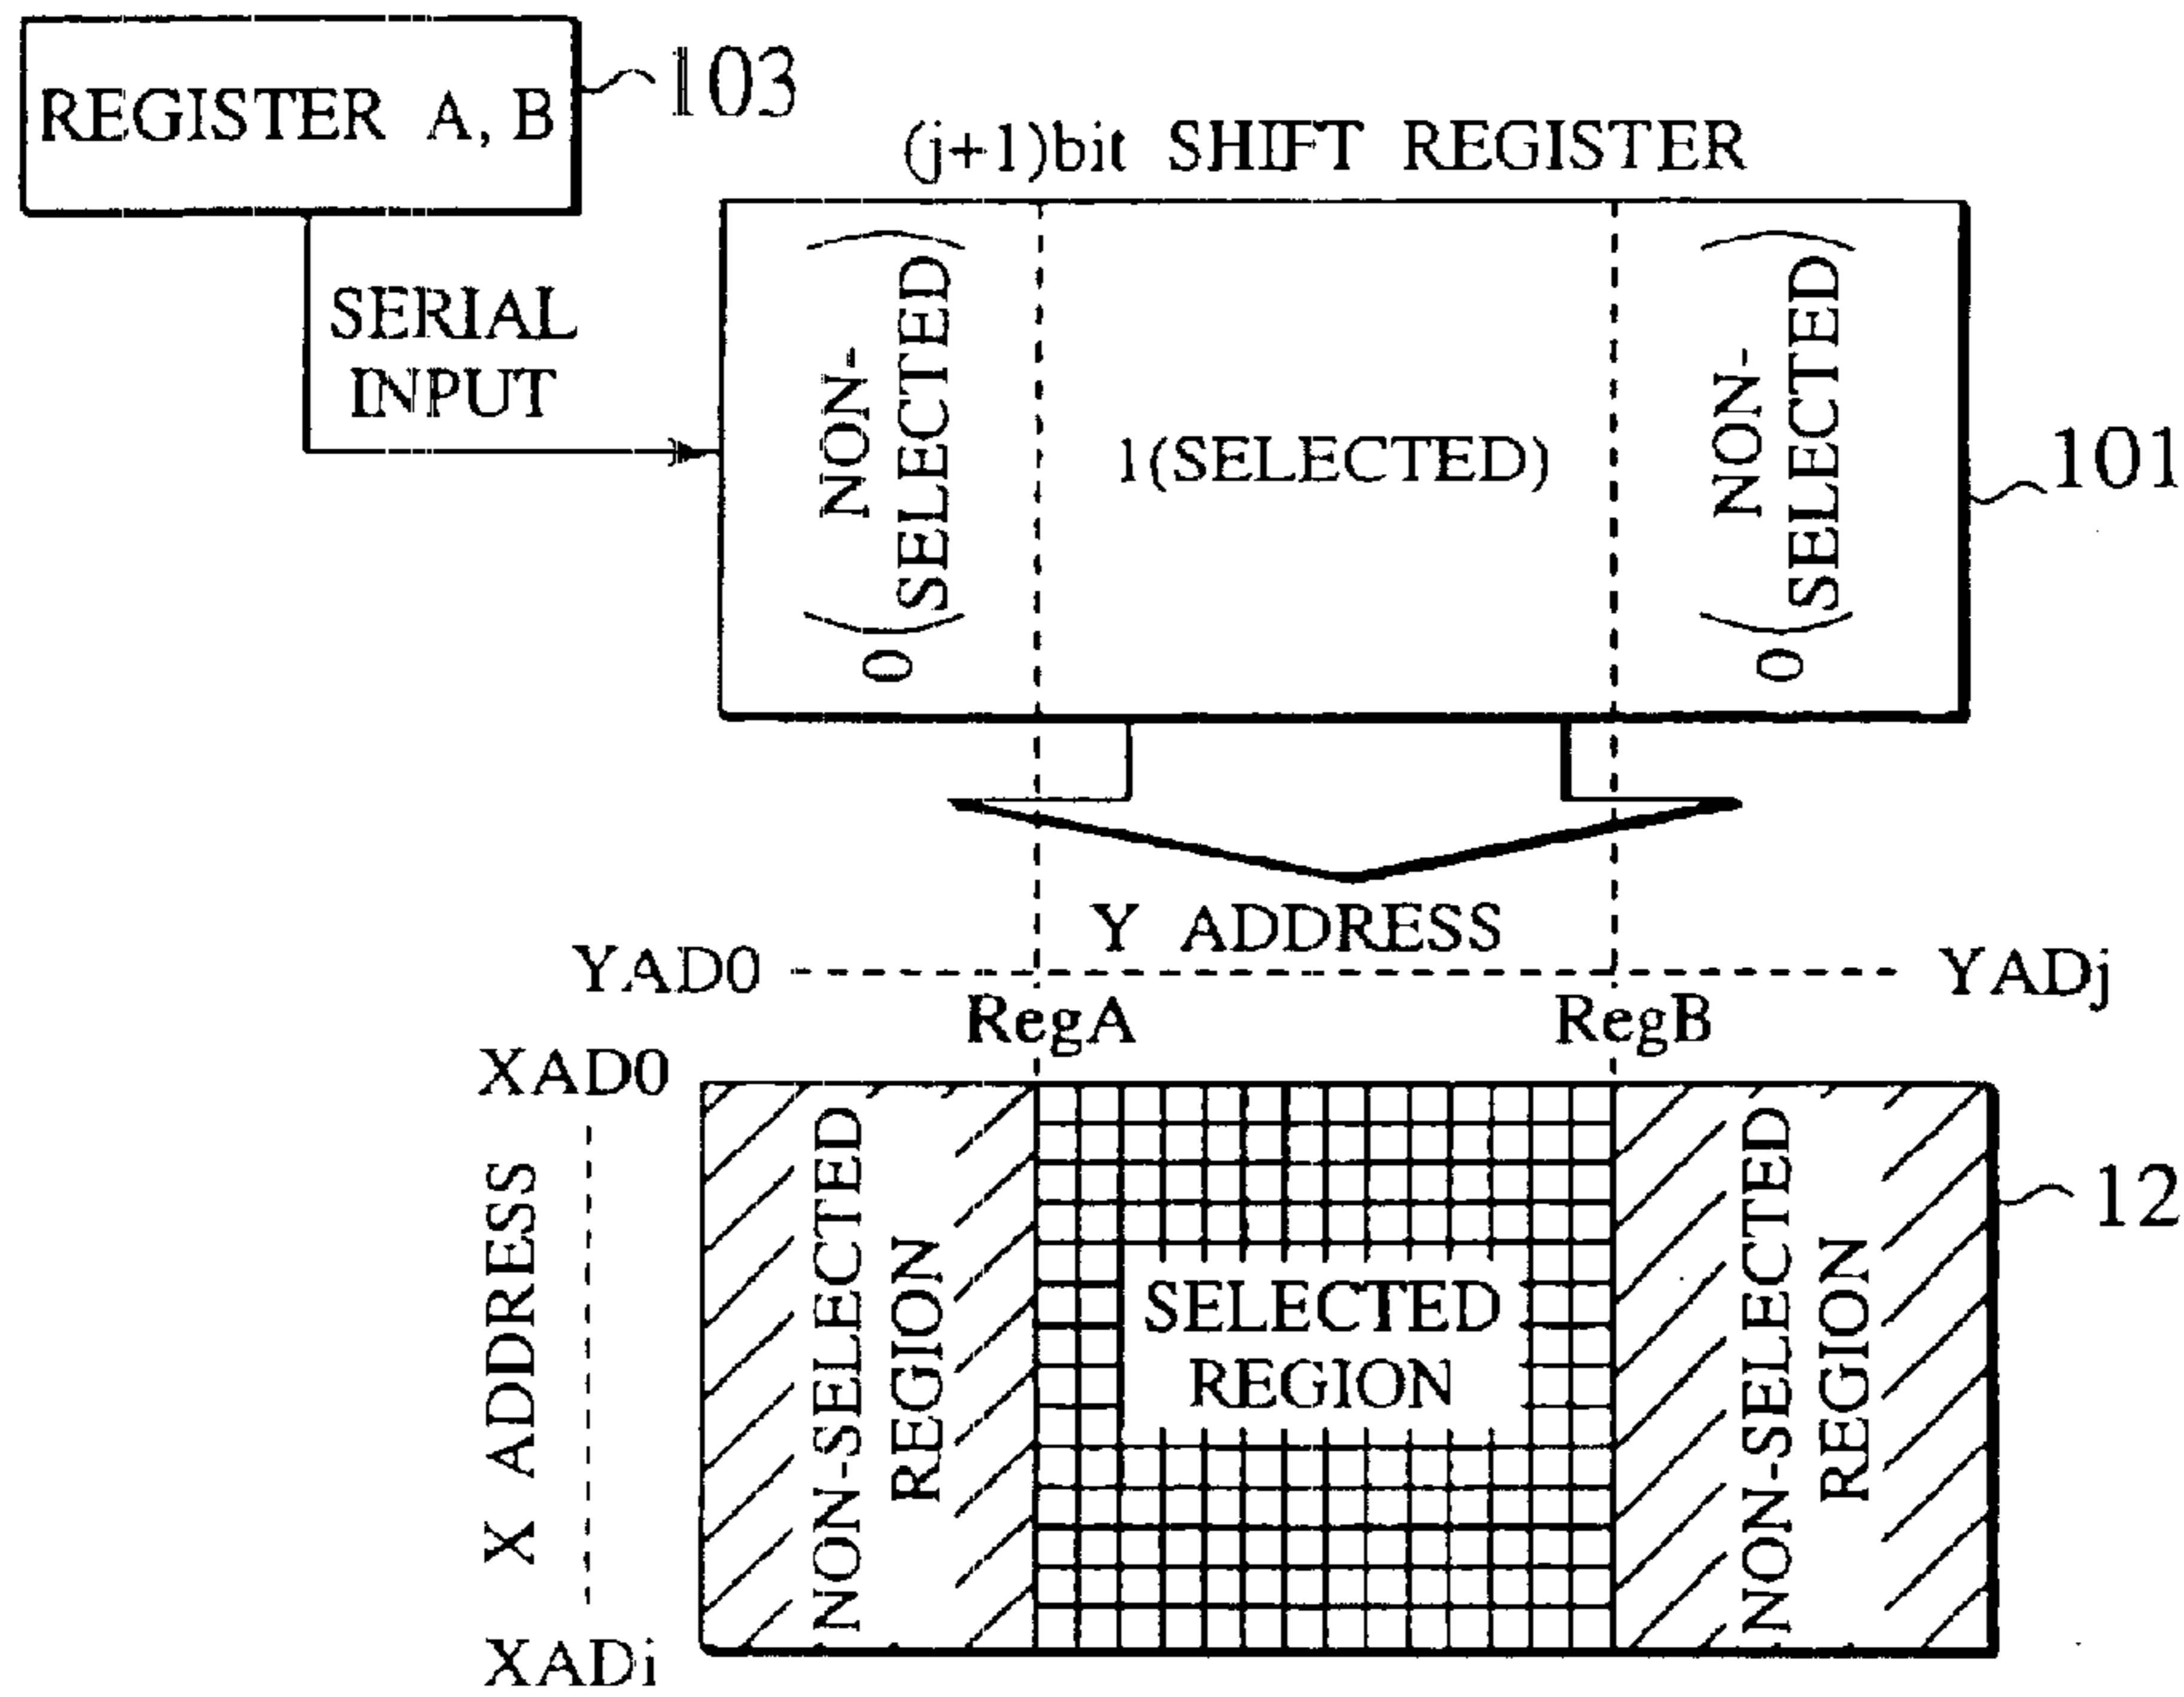 REGISTER A, B
103
(j+1)bit SHIFT REGISTER
SERIAL
INPUT
0(NON-
SELECTED)
1(SELECTED)
0(NON-
SELECTED)
101
Y ADDRESS
YAD0
YADj
RegA
RegB
XAD0
X ADDRESS
XADi
NON-SELECTED
REGION
SELECTED
REGION
NON-SELECTED
REGION
12